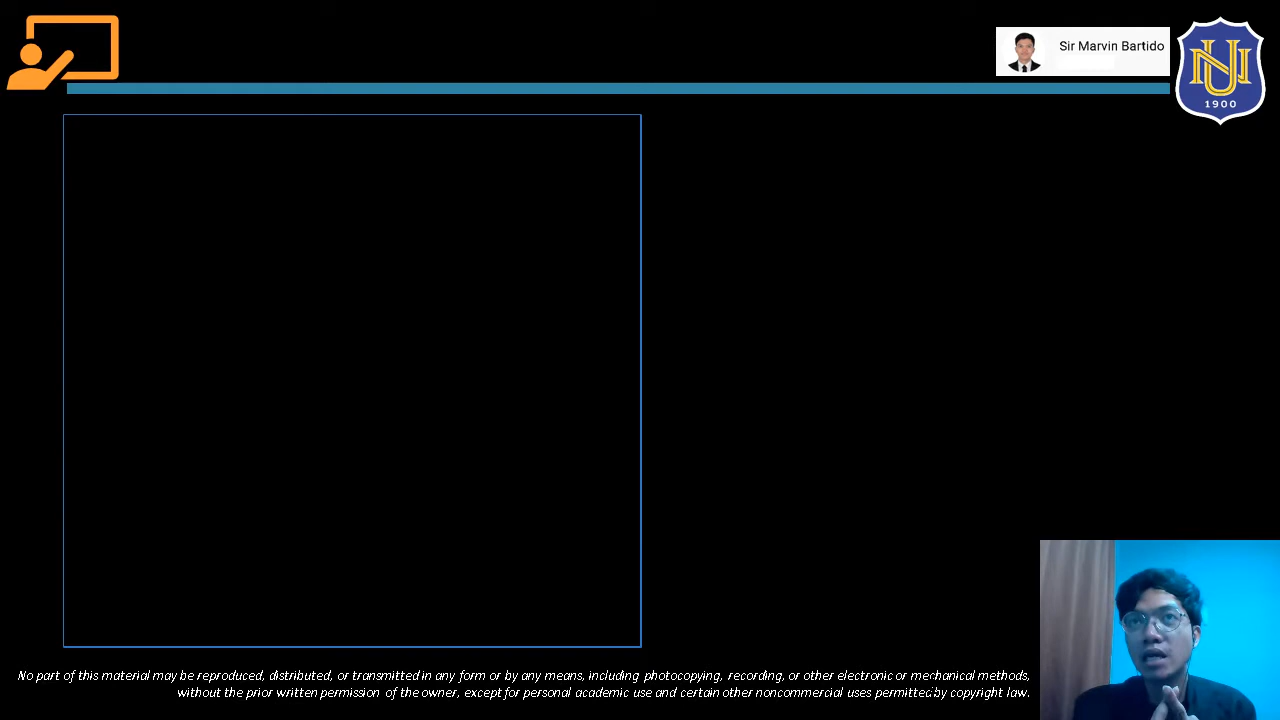 Sir Marvin Bartido
NU
1900
No part of this material may be reproduced, distributed, or transmitted in any form or by any means, including photocopying, recording, or other electronic or mechanical methods,
without the prior written permission of the owner, except for personal academic use and certain other noncommercial uses permitted by copyright law.